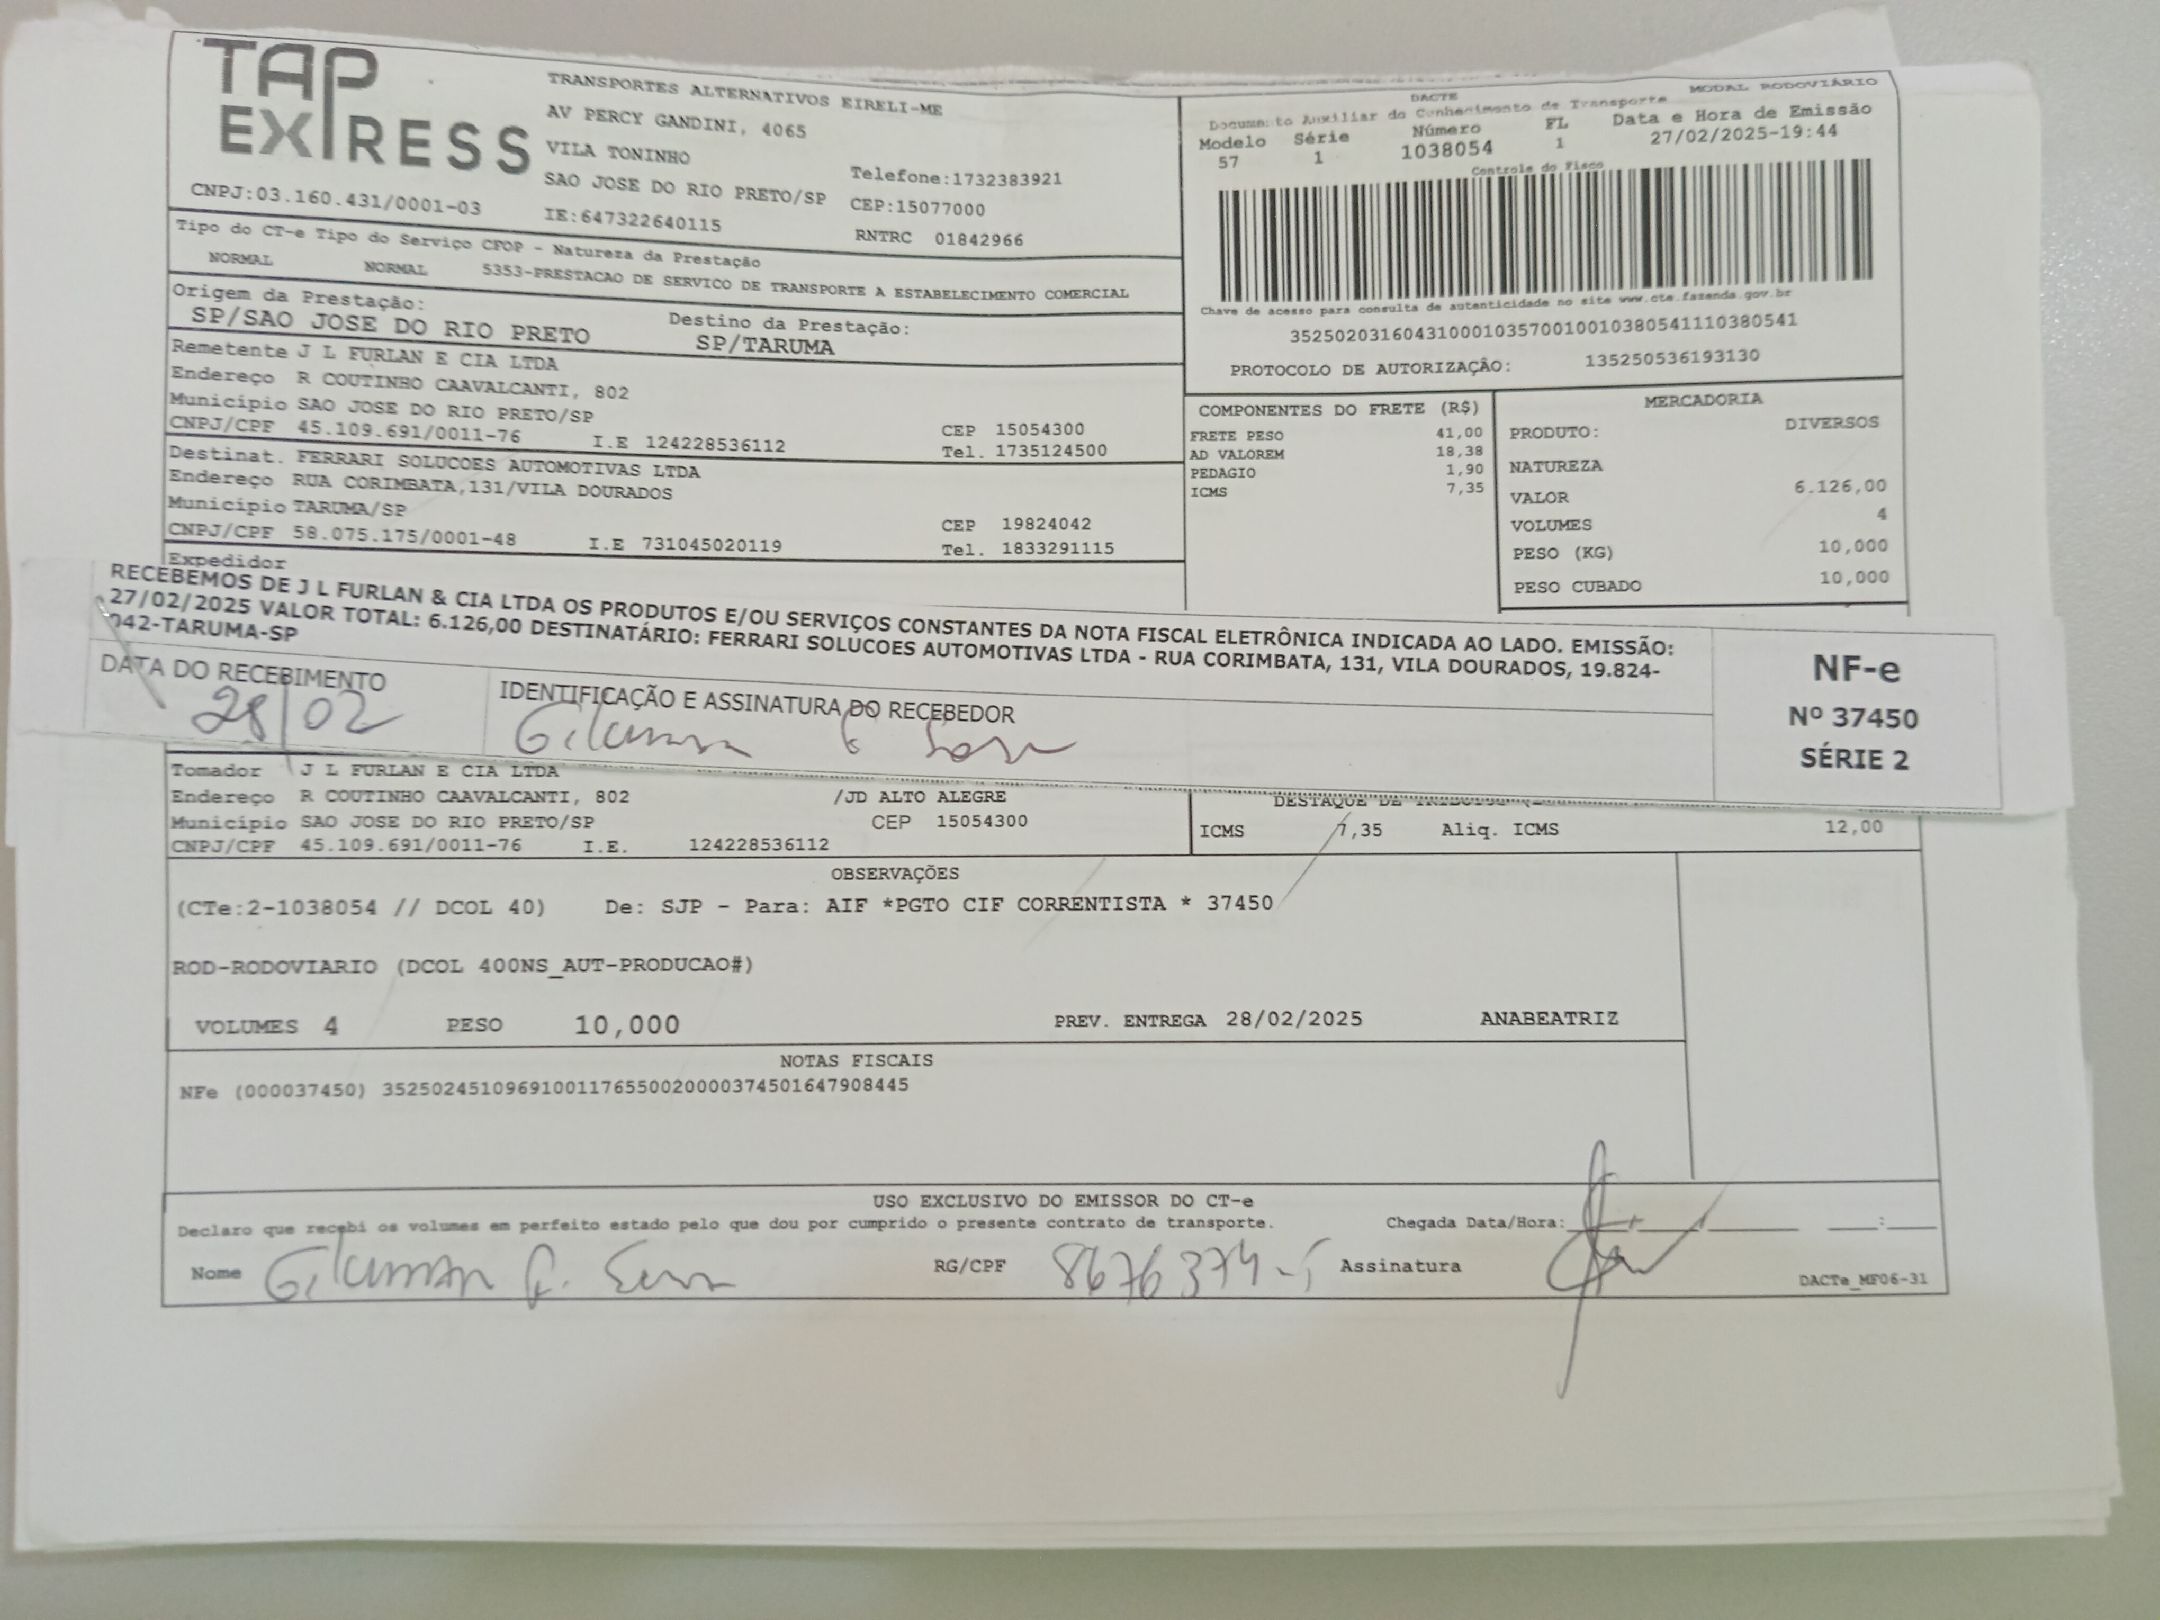 TAP EXPRESS
TRANSPORTES ALTERNATIVOS EIRELI-ME
AV PERCY GANDINI, 4065
VILA TONINHO
SAO JOSE DO RIO PRETO/SP
Telefone:1732383921
CEP:15077000
CNPJ:03.160.431/0001-03
IE:647322640115
RNTRC 01842966
Tipo do CT-e Tipo do Serviço CFOP - Natureza da Prestação
NORMAL NORMAL 5353-PRESTACAO DE SERVICO DE TRANSPORTE A ESTABELECIMENTO COMERCIAL
Origem da Prestação:
SP/SAO JOSE DO RIO PRETO
Destino da Prestação:
SP/TARUMA
Remetente J L FURLAN E CIA LTDA
Endereço R COUTINHO CAAVALCANTI, 802
Município SAO JOSE DO RIO PRETO/SP
CEP 15054300
CNPJ/CPF 45.109.691/0011-76 I.E 124228536112
Tel. 1735124500
Destinat. FERRARI SOLUCOES AUTOMOTIVAS LTDA
Endereço RUA CORIMBATA,131/VILA DOURADOS
Município TARUMA/SP
CEP 19824042
CNPJ/CPF 58.075.175/0001-48 I.E 731045020119
Tel. 1833291115
Expedidor
DACTE
MODAL RODOVIÁRIO
Documento Auxiliar do Conhecimento de Transporte
Modelo Série Número FL Data e Hora de Emissão
57 1 1038054 1 27/02/2025-19:44
Controle do Fisco
Chave de acesso para consulta de autenticidade no site www.cte.fazenda.gov.br
35250203160431000103570010010380541110380541
PROTOCOLO DE AUTORIZAÇÂO: 135250536193130
COMPONENTES DO FRETE (R$)
FRETE PESO 41,00
AD VALOREM 18,38
PEDAGIO 1,90
ICMS 7,35
MERCADORIA
PRODUTO: DIVERSOS
NATUREZA
VALOR 6.126,00
VOLUMES 4
PESO (KG) 10,000
PESO CUBADO 10,000
RECEBEMOS DE J L FURLAN & CIA LTDA OS PRODUTOS E/OU SERVIÇOS CONSTANTES DA NOTA FISCAL ELETRÔNICA INDICADA AO LADO. EMISSÃO:
27/02/2025 VALOR TOTAL: 6.126,00 DESTINATÁRIO: FERRARI SOLUCOES AUTOMOTIVAS LTDA - RUA CORIMBATA, 131, VILA DOURADOS, 19.824-
042-TARUMA-SP
DATA DO RECEBIMENTO
28/02
IDENTIFICAÇÃO E ASSINATURA DO RECEBEDOR
NF-e
Nº 37450
SÉRIE 2
Tomador J L FURLAN E CIA LTDA
Endereço R COUTINHO CAAVALCANTI, 802 /JD ALTO ALEGRE
Município SAO JOSE DO RIO PRETO/SP CEP 15054300
CNPJ/CPF 45.109.691/0011-76 I.E. 124228536112
DESTAQUE DE
ICMS 7,35 Aliq. ICMS 12,00
OBSERVAÇÕES
(CTe:2-1038054 // DCOL 40) De: SJP - Para: AIF *PGTO CIF CORRENTISTA * 37450
ROD-RODOVIARIO (DCOL 400NS_AUT-PRODUCAO#)
VOLUMES 4 PESO 10,000 PREV. ENTREGA 28/02/2025 ANABEATRIZ
NOTAS FISCAIS
NFe (000037450) 35250245109691001176550020000374501647908445
USO EXCLUSIVO DO EMISSOR DO CT-e
Declaro que recebi os volumes em perfeito estado pelo que dou por cumprido o presente contrato de transporte.
Chegada Data/Hora:
Nome
RG/CPF 8676374-5
Assinatura
DACTe_MF06-31